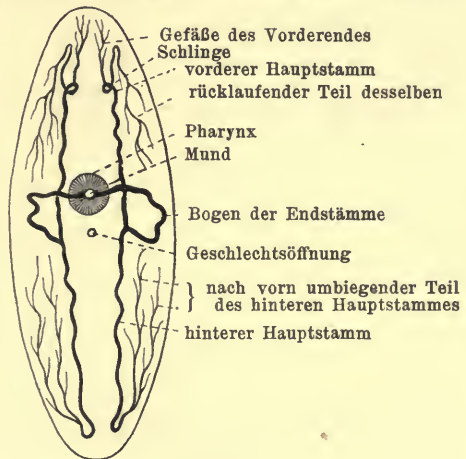 Gefäße des Vorderendes
Schlinge
vorderer Hauptstamm
rücklaufender Teil desselben
Pharynx
Mund
Bogen der Endstämme
Geschlechtsöffnung
nach vorn umbiegender Teil
des hinteren Hauptstammes
hinterer Hauptstamm